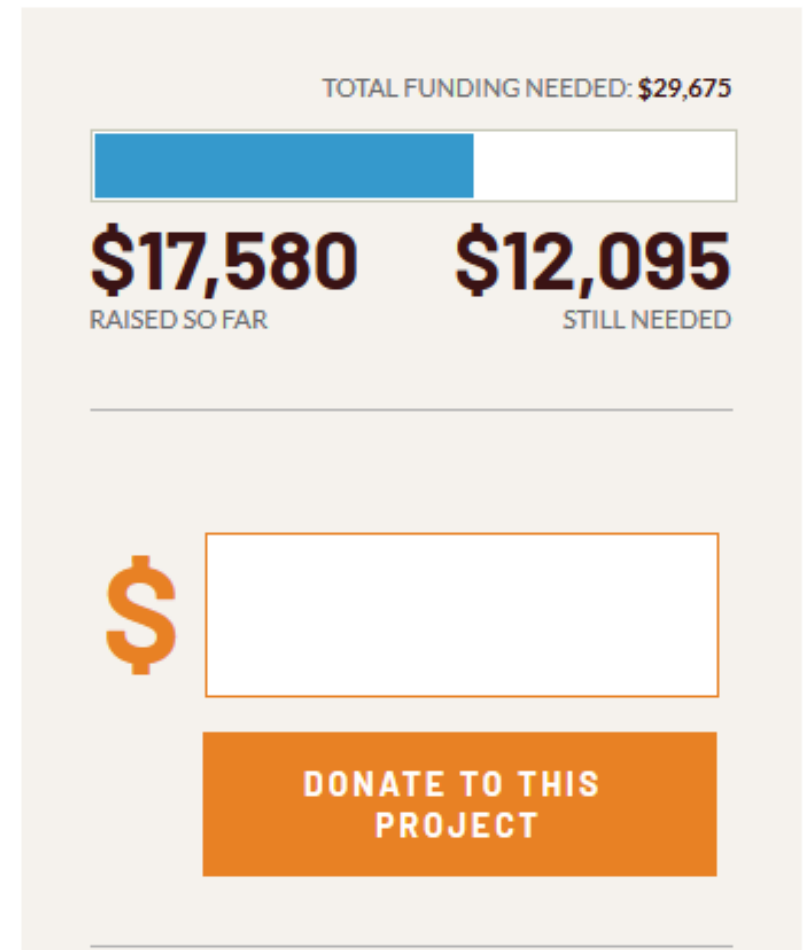 TOTAL FUNDING NEEDED: $29,675
$17,580 $12,095
RAISED SO FAR STILL NEEDED
$
DONATE TO THIS
PROJECT